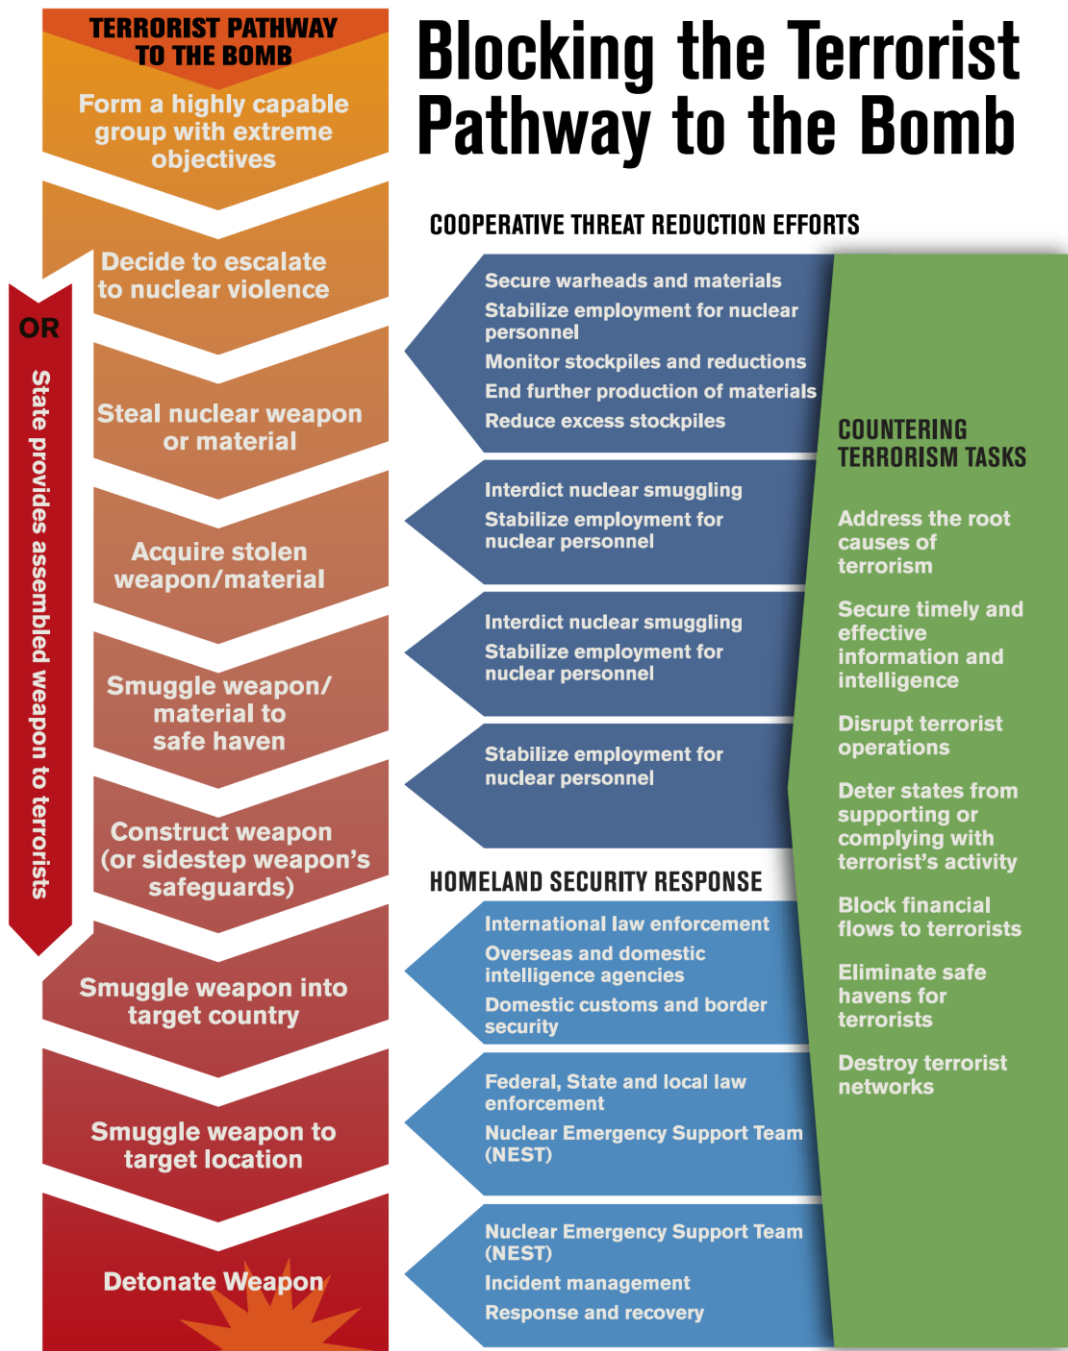 TERRORIST PATHWAY
TO THE BOMB
Form a highly capable
group with extreme
objectives
Decide to escalate
to nuclear violence
Steal nuclear weapon
or material
Acquire stolen
weapon/material
Smuggle weapon/
material to
safe haven
Construct weapon
(or sidestep weapon's
safeguards)
Smuggle weapon into
target country
Smuggle weapon to
target location
Detonate Weapon
OR
State provides assembled weapon to terrorists
Blocking the Terrorist
Pathway to the Bomb
COOPERATIVE THREAT REDUCTION EFFORTS
Secure warheads and materials
Stabilize employment for nuclear
personnel
Monitor stockpiles and reductions
End further production of materials
Reduce excess stockpiles
Interdict nuclear smuggling
Stabilize employment for
nuclear personnel
Interdict nuclear smuggling
Stabilize employment for
nuclear personnel
Stabilize employment for
nuclear personnel
HOMELAND SECURITY RESPONSE
International law enforcement
Overseas and domestic
intelligence agencies
Domestic customs and border
security
Federal, State and local law
enforcement
Nuclear Emergency Support Team
(NEST)
Nuclear Emergency Support Team
(NEST)
Incident management
Response and recovery
COUNTERING
TERRORISM TASKS
Address the root
causes of
terrorism
Secure timely and
effective
information and
intelligence
Disrupt terrorist
operations
Deter states from
supporting or
complying with
terrorist's activity
Block financial
flows to terrorists
Eliminate safe
havens for
terrorists
Destroy terrorist
networks